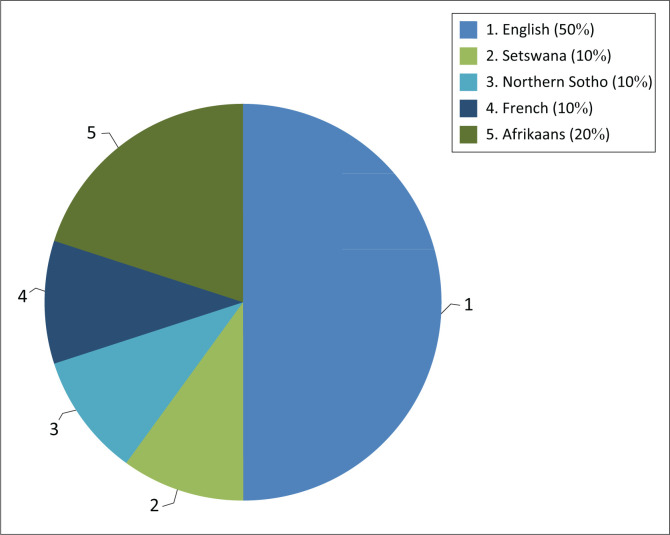 1. English (50%)
2. Setswana (10%)
3. Northern Sotho (10%)
4. French (10%)
5. Afrikaans (20%)
5
4
1
3
2